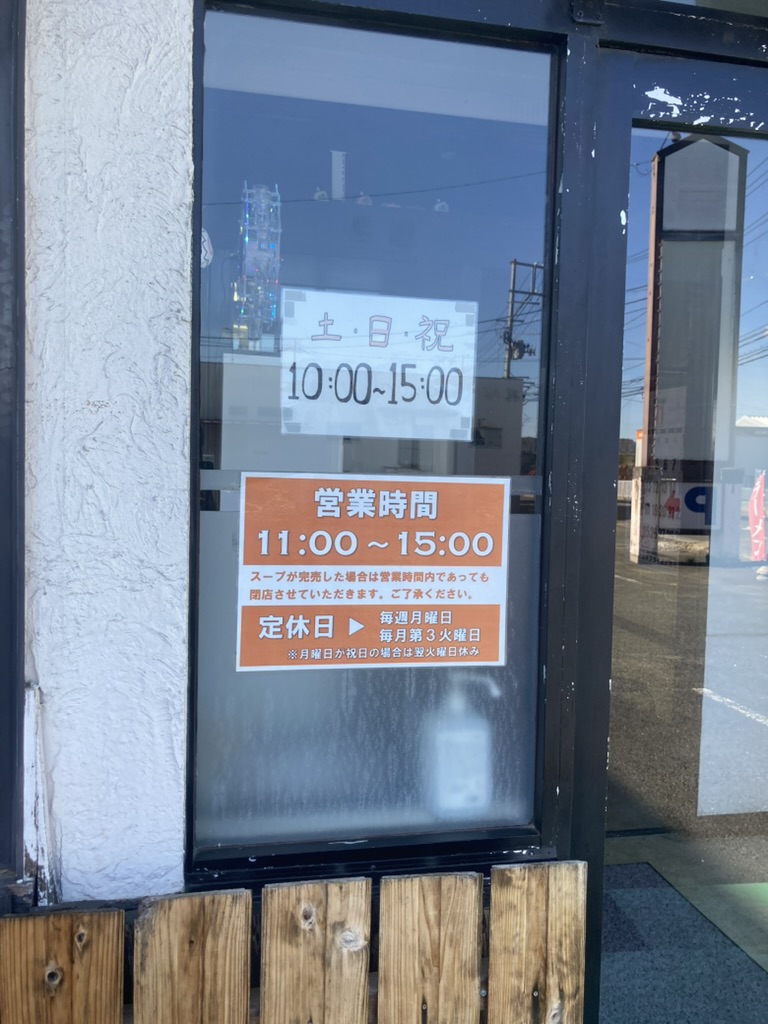 土・日・祝
10:00~15:00
営業時間
11:00～15:00
スープが完売した場合は営業時間内であっても
閉店させていただきます。ご了承ください。
定休日▶
毎週月曜日
毎月第3火曜日
※月曜日が祝日の場合は翌火曜日休み
P